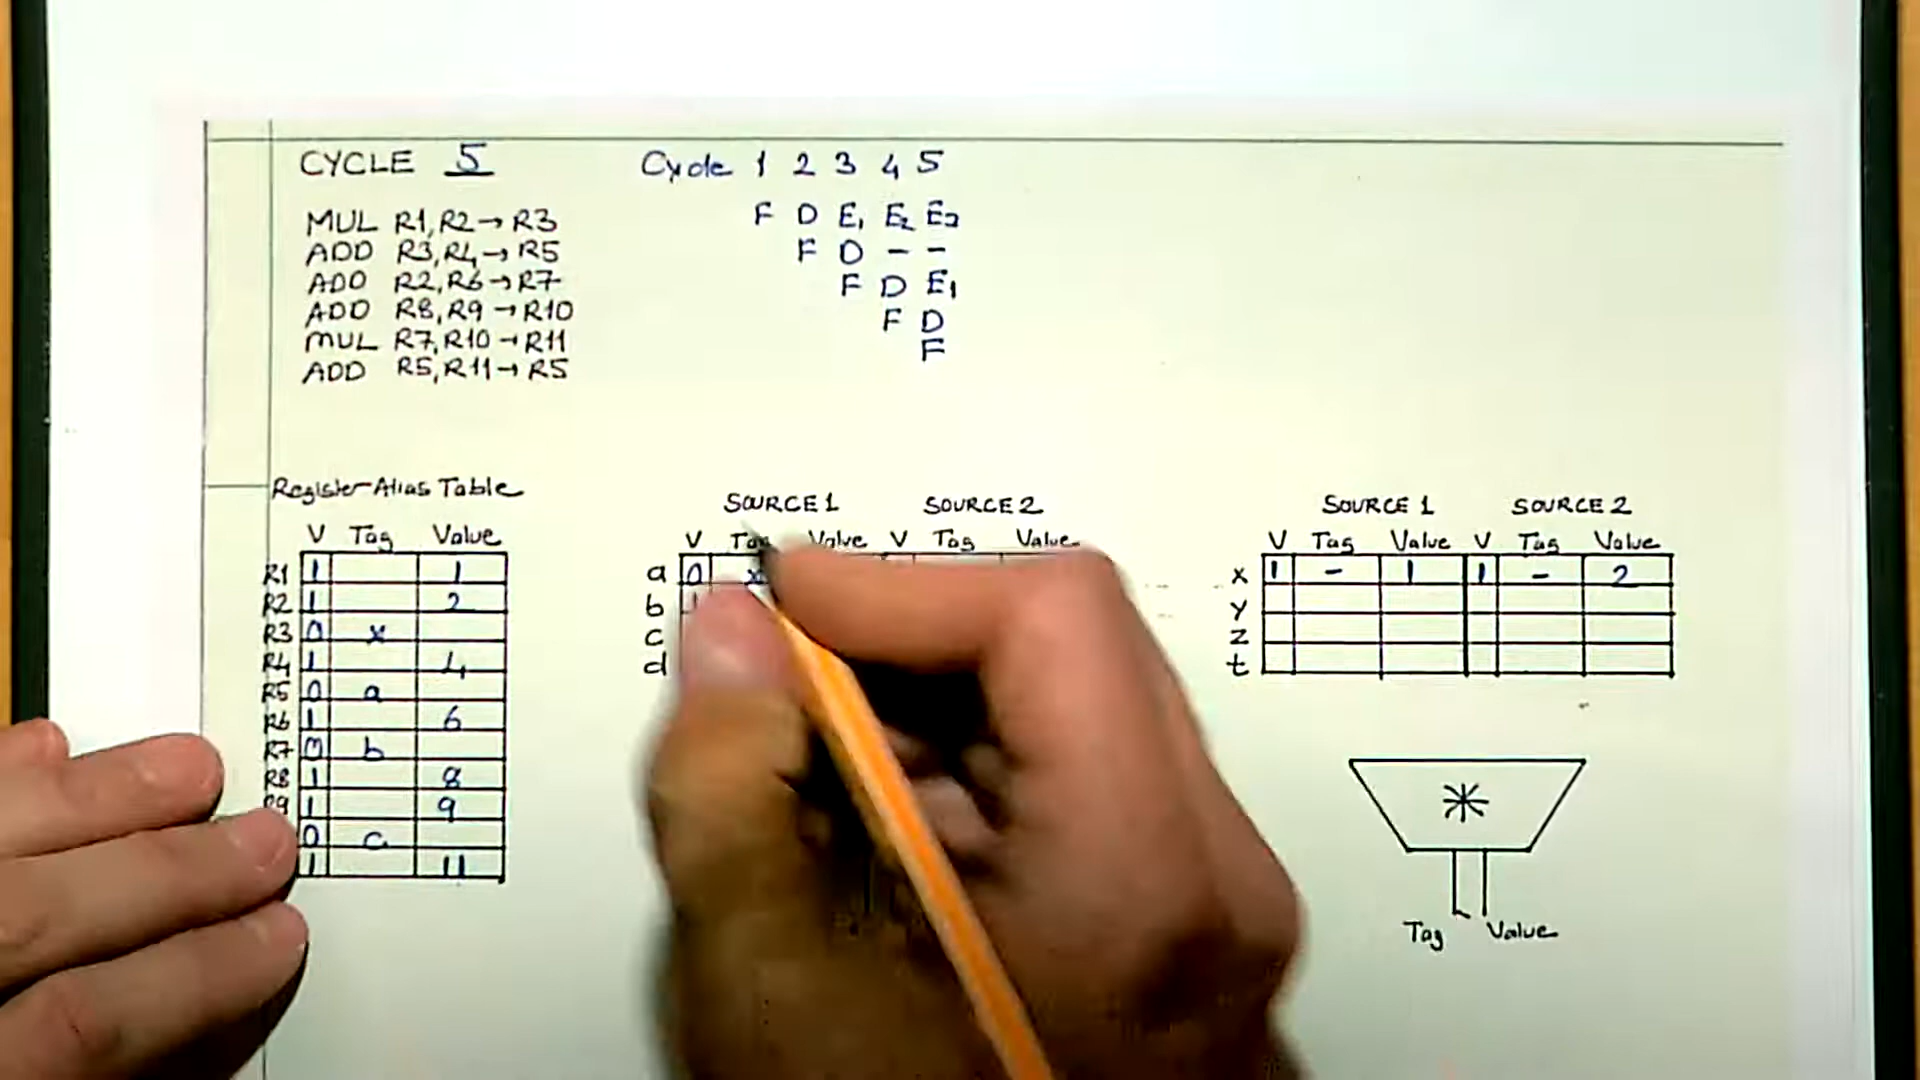 CYCLE 5
Cycle 1 2 3 4 5
MUL R1,R2→R3
F D E1 E2 E3
ADD R3,R4→R5
F D - -
ADD R2,R6→R7
F D E1
ADD R8,R9→R10
F D
MUL R7,R10→R11
F
ADD R5,R11→R5
Register Alias Table
V Tag Value
R1 1 1
R2 1 2
R3 0 x
R4 1 4
R5 0 a
R6 1 6
R7 0 b
R8 1 8
R9 1 9
0 c
1 11
SOURCE 1 SOURCE 2
V Tag Value V Tag Value
a 0 x
b 1
c
d
SOURCE 1 SOURCE 2
V Tag Value V Tag Value
x 1 - 1 1 - 2
y
z
t
*
Tag Value